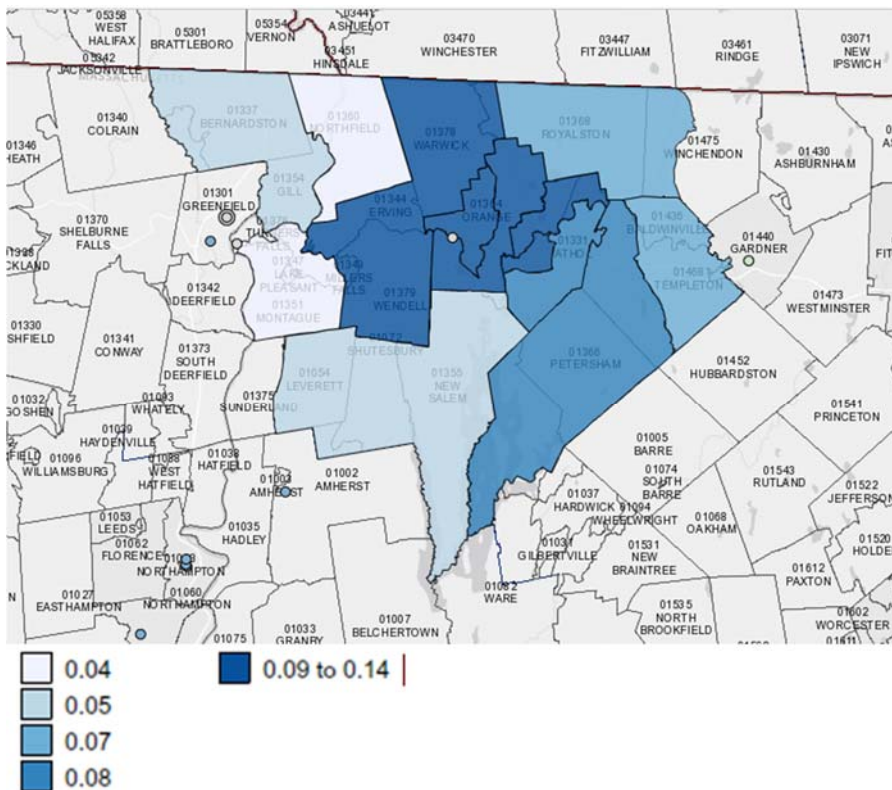 05358
WEST
HALIFAX
05301
BRATTLEBORO
05354
VERNON
03441
ASHUELOT
03451
HINSDALE
03470
WINCHESTER
03447
FITZWILLIAM
03461
RINDGE
03071
NEW
IPSWICH
05342
JACKSONVILLE
MASSACHUSETTS
01340
COLRAIN
01337
BERNARDSTON
01360
NORTHFIELD
01378
WARWICK
01368
ROYALSTON
01475
WINCHENDON
01430
ASHBURNHAM
01346
HEATH
01354
GILL
01301
GREENFIELD
01344
ERVING
01364
ORANGE
01331
ATHOL
01436
BALDWINVILLE
01468
TEMPLETON
01440
GARDNER
01370
SHELBURNE
FALLS
01376
01347
LAKE
PLEASANT
01349
MILLERS
FALLS
01351
MONTAGUE
01379
WENDELL
01342
DEERFIELD
01473
WESTMINSTER
01330
01341
CONWAY
01373
SOUTH
DEERFIELD
01375
SUNDERLAND
01054
LEVERETT
01072
SHUTESBURY
01355
NEW
SALEM
01366
PETERSHAM
01452
HUBBARDSTON
01541
PRINCETON
01032
GOSHEN
01093
WHATELY
01039
HAYDENVILLE
01096
WILLIAMSBURG
01088
WEST
HATFIELD
01038
HATFIELD
01003
AMHERST
01002
AMHERST
01005
BARRE
01074
SOUTH
BARRE
01543
RUTLAND
01522
JEFFERSON
01037
HARDWICK
01094
WHEELWRIGHT
01068
OAKHAM
01053
LEEDS
01062
FLORENCE
01035
HADLEY
01031
GILBERTVILLE
01531
NEW
BRAINTREE
01520
HOLDE
01612
PAXTON
01027
EASTHAMPTON
NORTHAMPTON
01060
NORTHAMPTON
01007
BELCHERTOWN
01082
WARE
01535
NORTH
BROOKFIELD
01602
WORCESTER
01075
01033
GRANBY
0.04
0.05
0.07
0.08
0.09 to 0.14